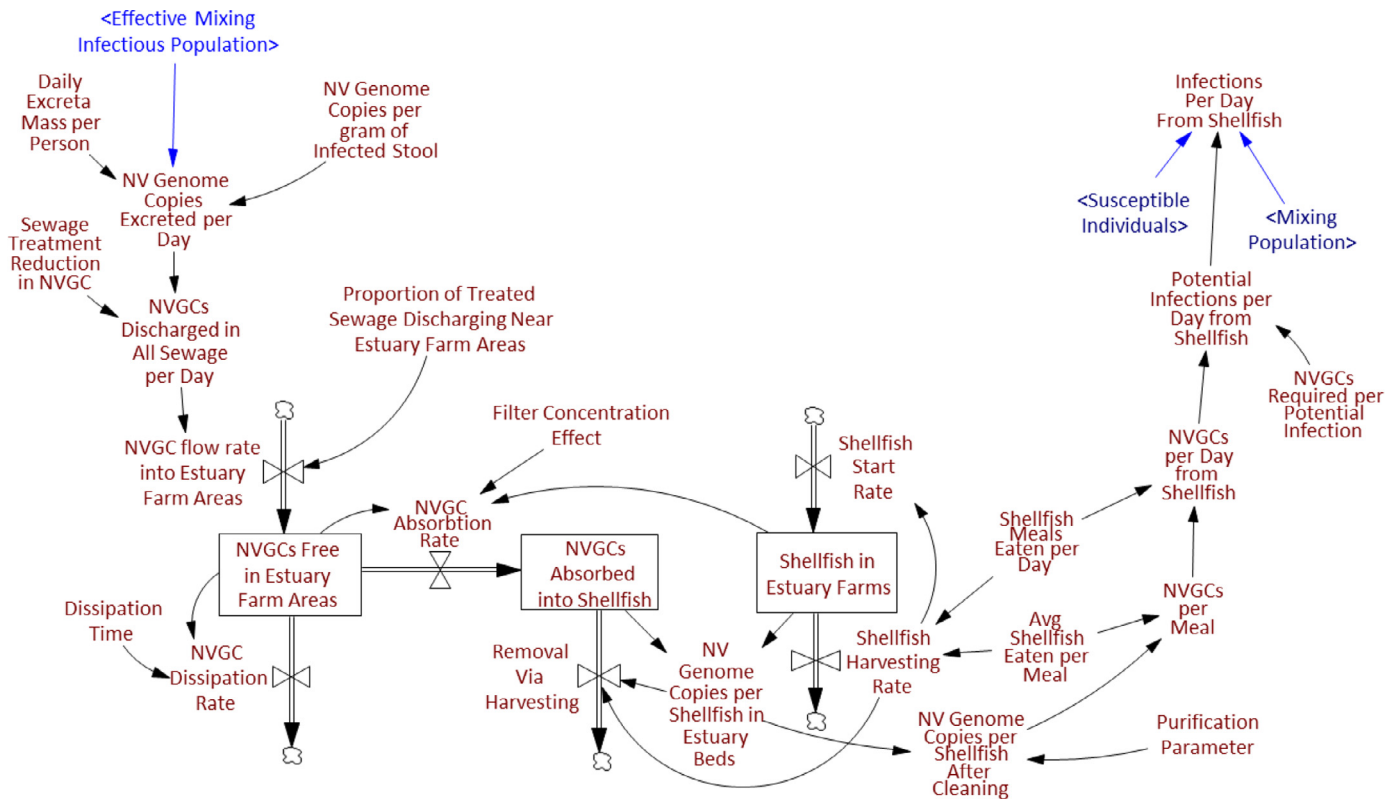 <Effective Mixing
Infectious Population>
Daily
Excreta
Mass per
Person
NV Genome
Copies per
gram of
Infected Stool
NV Genome
Copies
Excreted per
Day
Sewage
Treatment
Reduction
in NVGC
NVGCs
Discharged in
All Sewage
per Day
Proportion of Treated
Sewage Discharging Near
Estuary Farm Areas
NVGC flow rate
into Estuary
Farm Areas
Filter Concentration
Effect
NVGC
Absorbtion
Rate
NVGCs Free
in Estuary
Farm Areas
NVGCs
Absorbed
into Shellfish
Shellfish in
Estuary Farms
Shellfish
Start
Rate
Dissipation
Time
NVGC
Dissipation
Rate
Removal
Via
Harvesting
NV
Genome
Copies per
Shellfish in
Estuary
Beds
Shellfish
Harvesting
Rate
Shellfish
Meals
Eaten per
Day
Avg
Shellfish
Eaten per
Meal
NV Genome
Copies per
Shellfish
After
Cleaning
Purification
Parameter
NVGCs
per
Meal
NVGCs
per Day
from
Shellfish
NVGCs
Required per
Potential
Infection
Potential
Infections per
Day from
Shellfish
<Susceptible
Individuals>
<Mixing
Population>
Infections
Per Day
From Shellfish